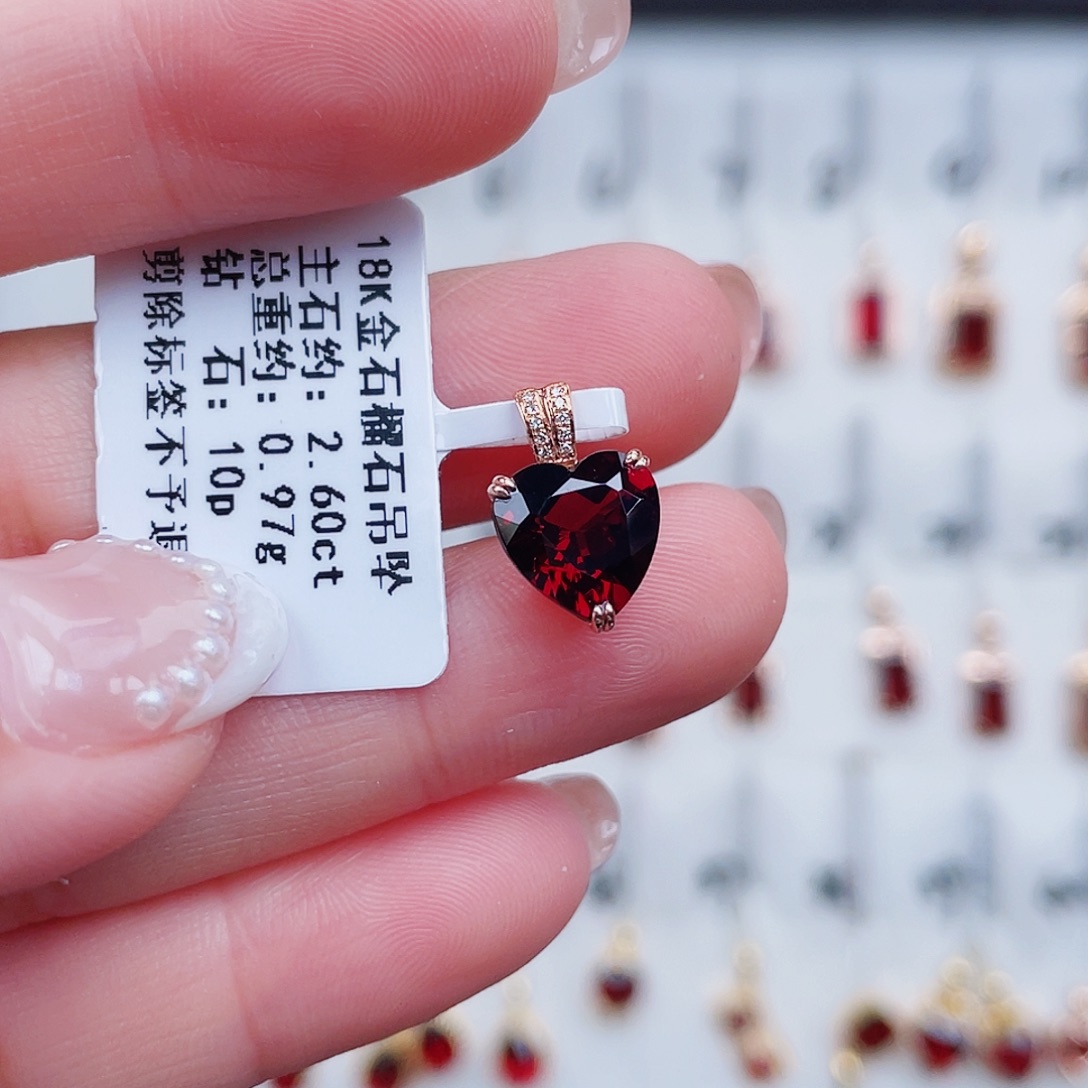 18K金石榴石吊坠
主石约: 2.60ct
总重约: 0.97g
钻 石: 10p
剪除标签不予退